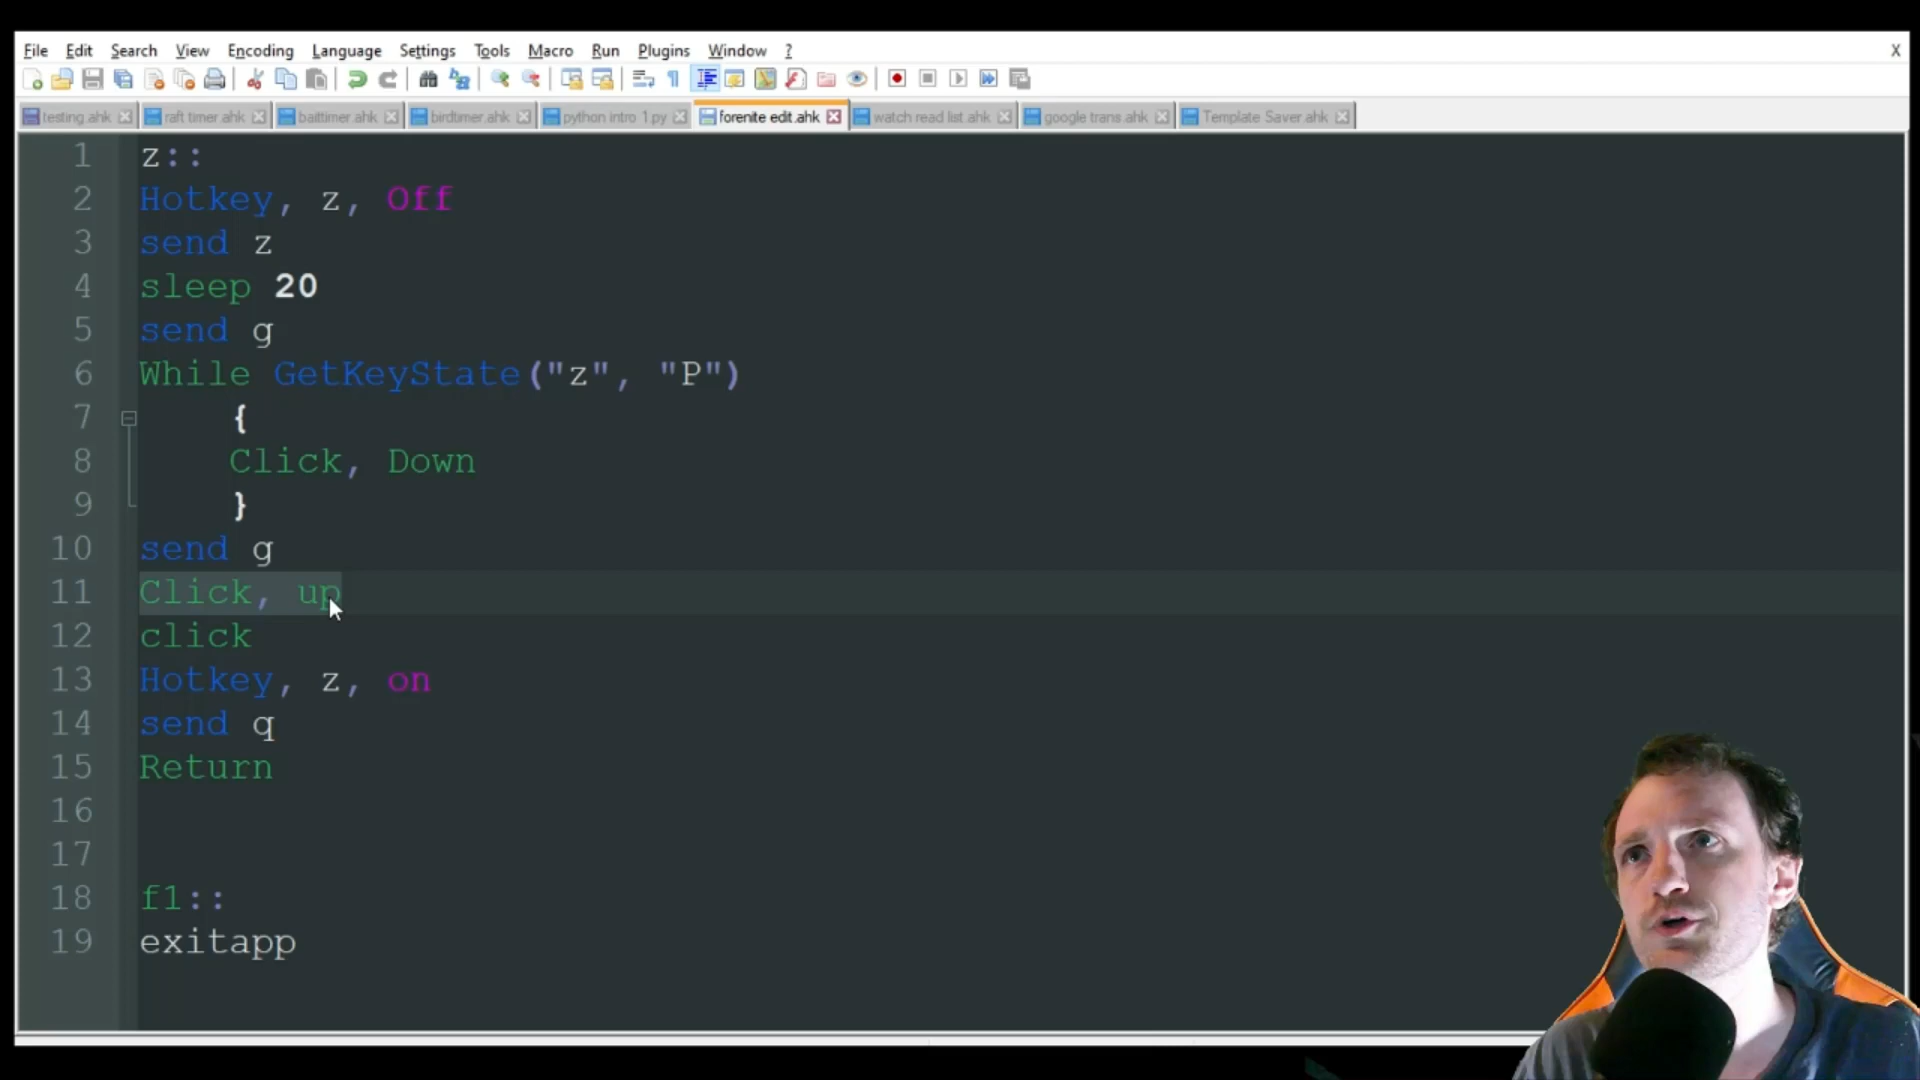 File Edit Search View Encoding Language Settings Tools Macro Run Plugins Window ? X
testing.ahk raft timer.ahk baittimer.ahk birdtimer.ahk python intro 1.py forenite edit.ahk watch read list.ahk google trans.ahk Template Saver.ahk
1 z::
2 Hotkey, z, Off
3 send z
4 sleep 20
5 send g
6 While GetKeyState("z", "P")
7 {
8 Click, Down
9 }
10 send g
11 Click, up
12 click
13 Hotkey, z, on
14 send q
15 Return
16
17
18 f1::
19 exitapp